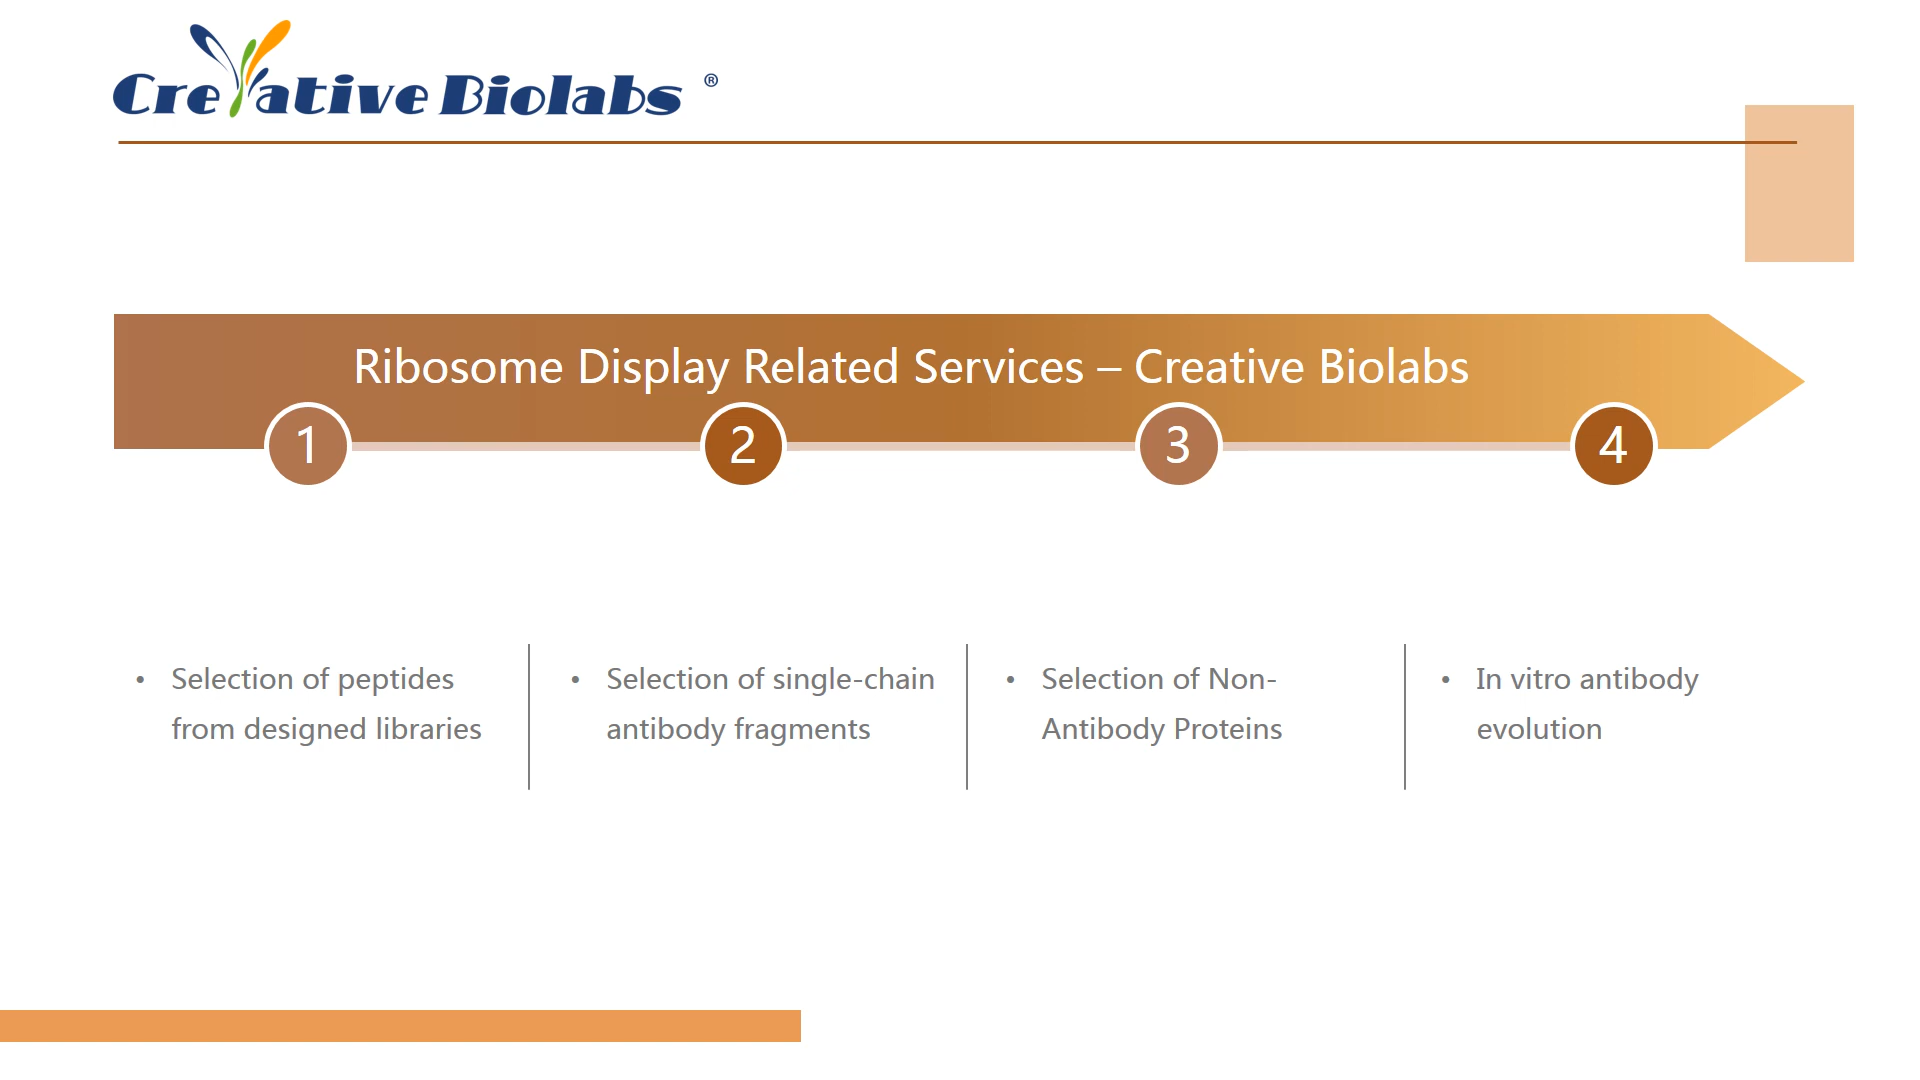 Creative Biolabs ®
Ribosome Display Related Services – Creative Biolabs
1
2
3
4
• Selection of peptides
from designed libraries
• Selection of single-chain
antibody fragments
• Selection of Non-
Antibody Proteins
• In vitro antibody
evolution